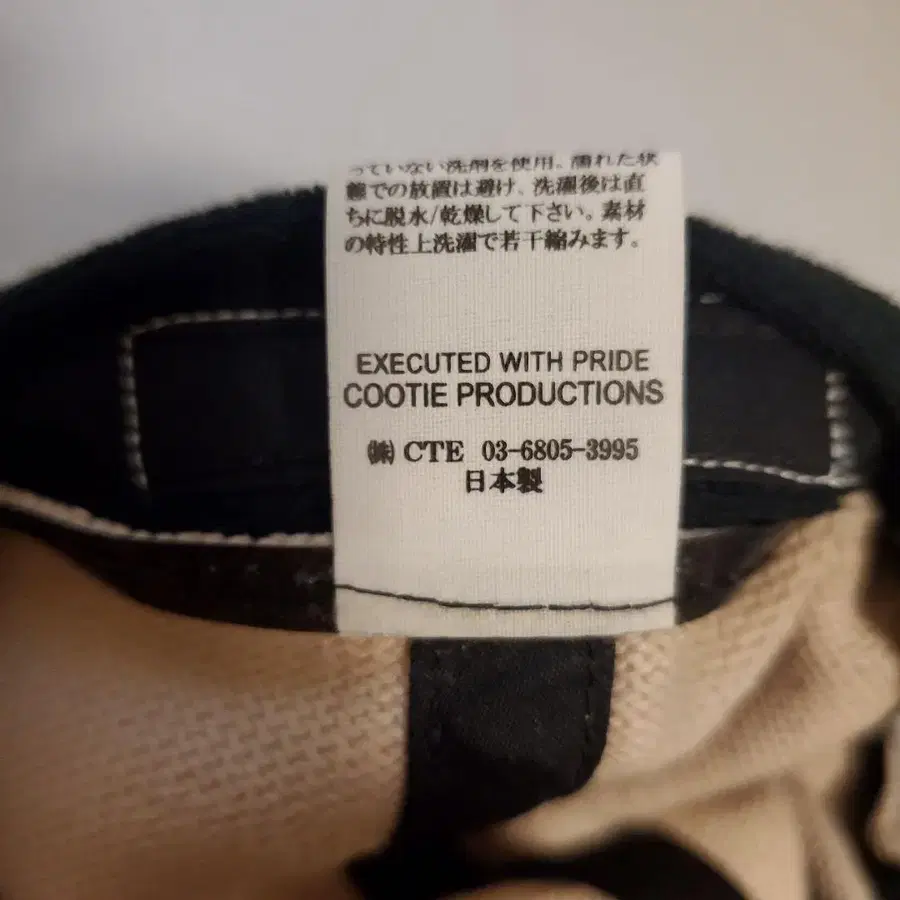 っていない洗剤を使用。濡れた状
態での放置は避け、洗濯後は直
ちに脱水/乾燥して下さい。素材
の特性上洗濯で若干縮みます。
EXECUTED WITH PRIDE
COOTIE PRODUCTIONS
㈱ CTE 03-6805-3995
日本製